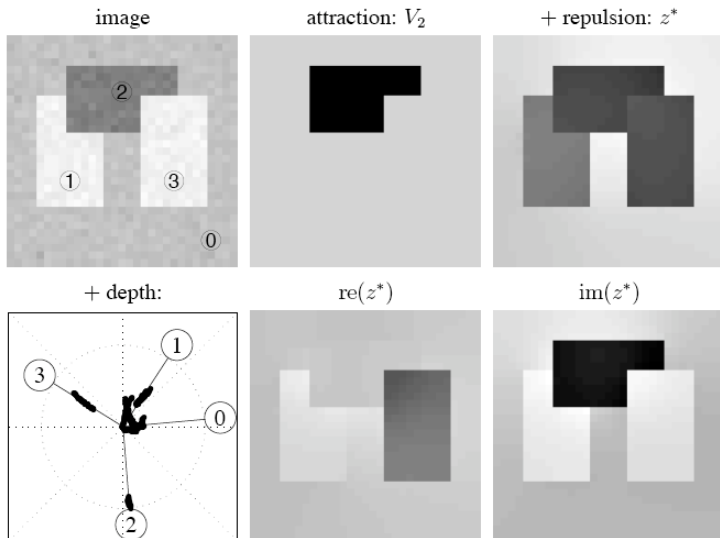 image
attraction: V₂
+ repulsion: z*
2
1
3
0
+ depth:
re(z*)
im(z*)
1
3
0
2